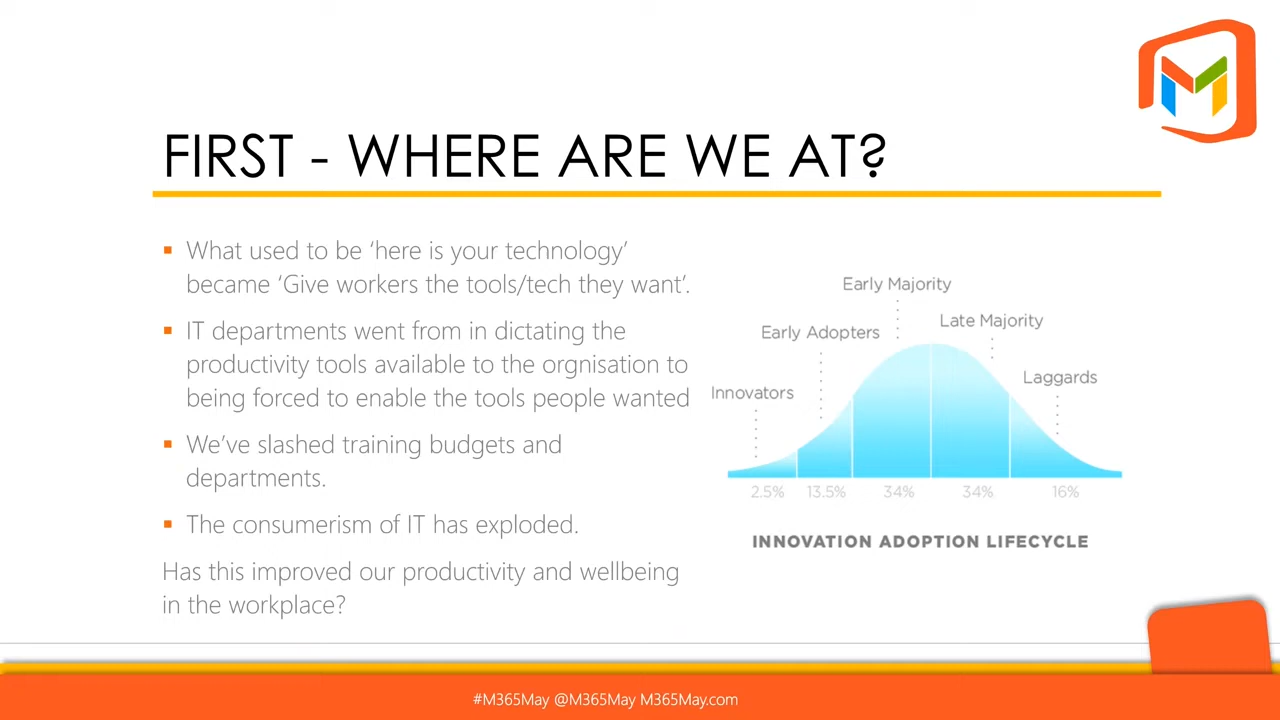 FIRST - WHERE ARE WE AT?
What used to be ‘here is your technology’
became ‘Give workers the tools/tech they want’.
IT departments went from in dictating the
productivity tools available to the orgnisation to
being forced to enable the tools people wanted
We’ve slashed training budgets and
departments.
The consumerism of IT has exploded.
Has this improved our productivity and wellbeing
in the workplace?
Early Majority
Late Majority
Early Adopters
Laggards
Innovators
2.5% 13.5% 34% 34% 16%
INNOVATION ADOPTION LIFECYCLE
#M365May @M365May M365May.com